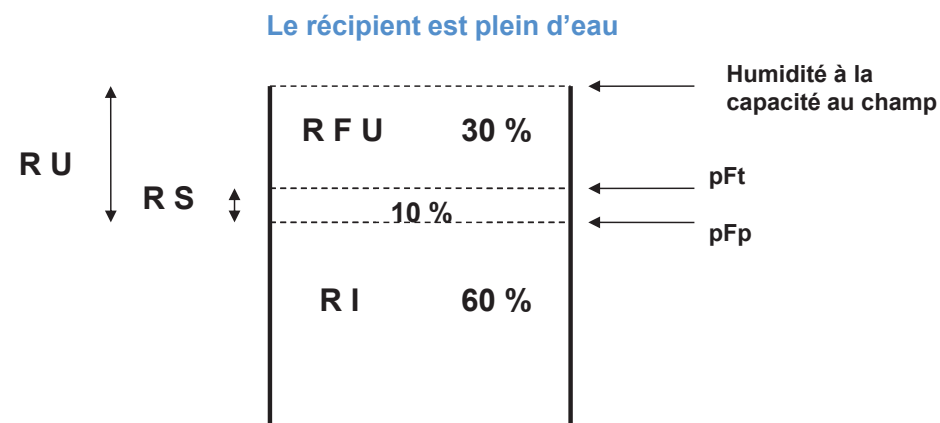 Le récipient est plein d’eau
Humidité à la
capacité au champ
R F U 30 %
R U
pFt
R S
10 %
pFp
R I 60 %